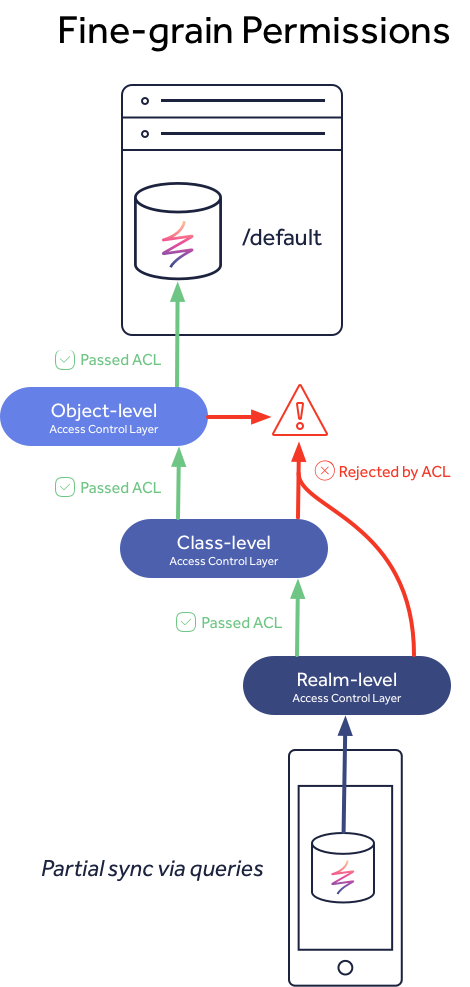 Fine-grain Permissions
/default
Passed ACL
Object-level
Access Control Layer
Rejected by ACL
Passed ACL
Class-level
Access Control Layer
Passed ACL
Realm-level
Access Control Layer
Partial sync via queries